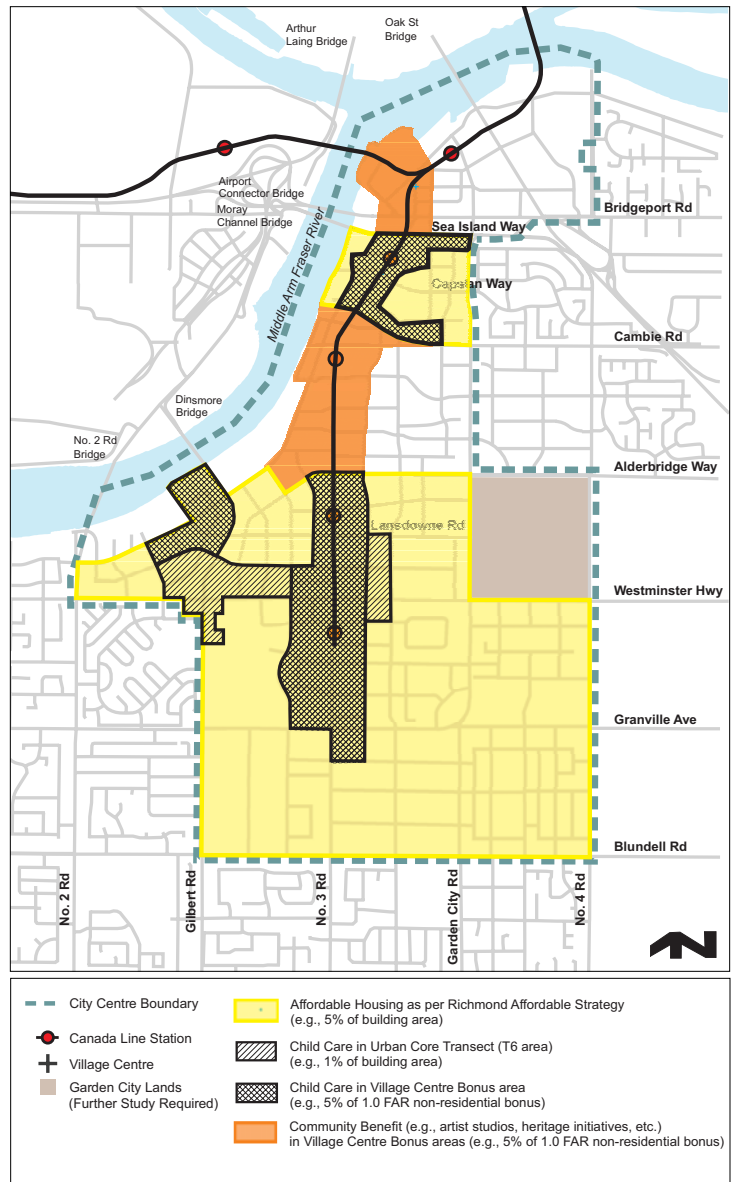 Arthur
Laing Bridge
Oak St
Bridge
Airport
Connector Bridge
Moray
Channel Bridge
Middle Arm Fraser River
Bridgeport Rd
Sea Island Way
Capstan Way
Cambie Rd
Dinsmore
Bridge
No. 2 Rd
Bridge
Alderbridge Way
Lansdowne Rd
Westminster Hwy
Granville Ave
Blundell Rd
No. 2 Rd
Gilbert Rd
No. 3 Rd
Garden City Rd
No. 4 Rd
N
City Centre Boundary
Canada Line Station
Village Centre
Garden City Lands
(Further Study Required)
Affordable Housing as per Richmond Affordable Strategy
(e.g., 5% of building area)
Child Care in Urban Core Transect (T6 area)
(e.g., 1% of building area)
Child Care in Village Centre Bonus area
(e.g., 5% of 1.0 FAR non-residential bonus)
Community Benefit (e.g., artist studios, heritage initiatives, etc.)
in Village Centre Bonus areas (e.g., 5% of 1.0 FAR non-residential bonus)